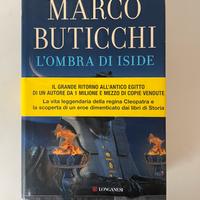 MARCO
BUTICCHI
L'OMBRA DI ISIDE
IL GRANDE RITORNO ALL'ANTICO EGITTO
DI UN AUTORE DA 1 MILIONE E MEZZO DI COPIE VENDUTE
La vita leggendaria della regina Cleopatra e
la scoperta di un eroe dimenticato dai libri di Storia
LONGANESI